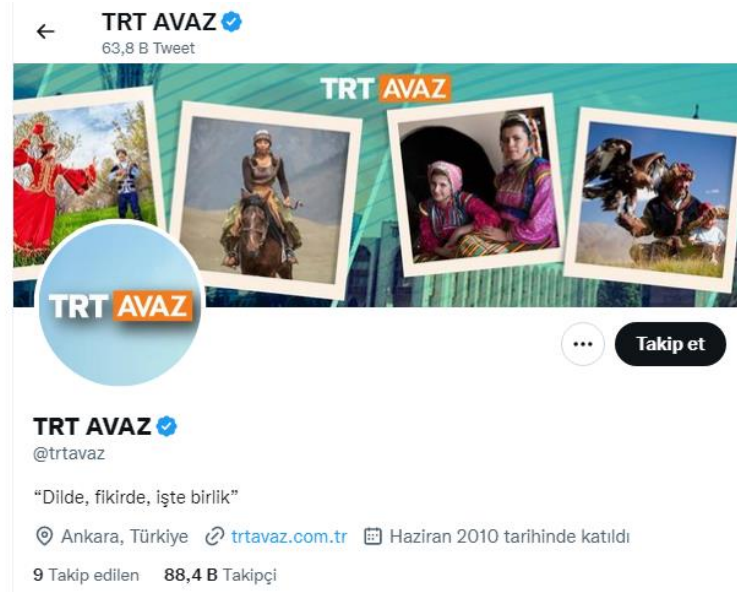 TRT AVAZ
63,8 B Tweet
TRT AVAZ
TRT AVAZ
Takip et
TRT AVAZ
@trtavaz
“Dilde, fikirde, işte birlik”
Ankara, Türkiye trtavaz.com.tr Haziran 2010 tarihinde katıldı
9 Takip edilen 88,4 B Takipçi